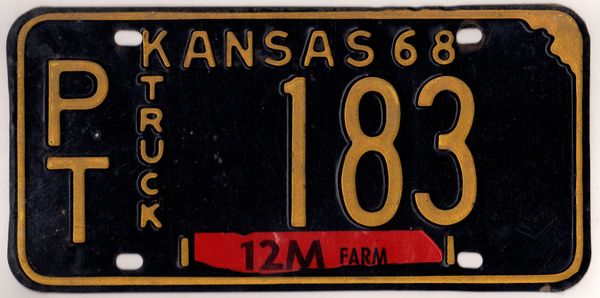 PT
K
TRUCK
KANSAS 68
183
12M FARM